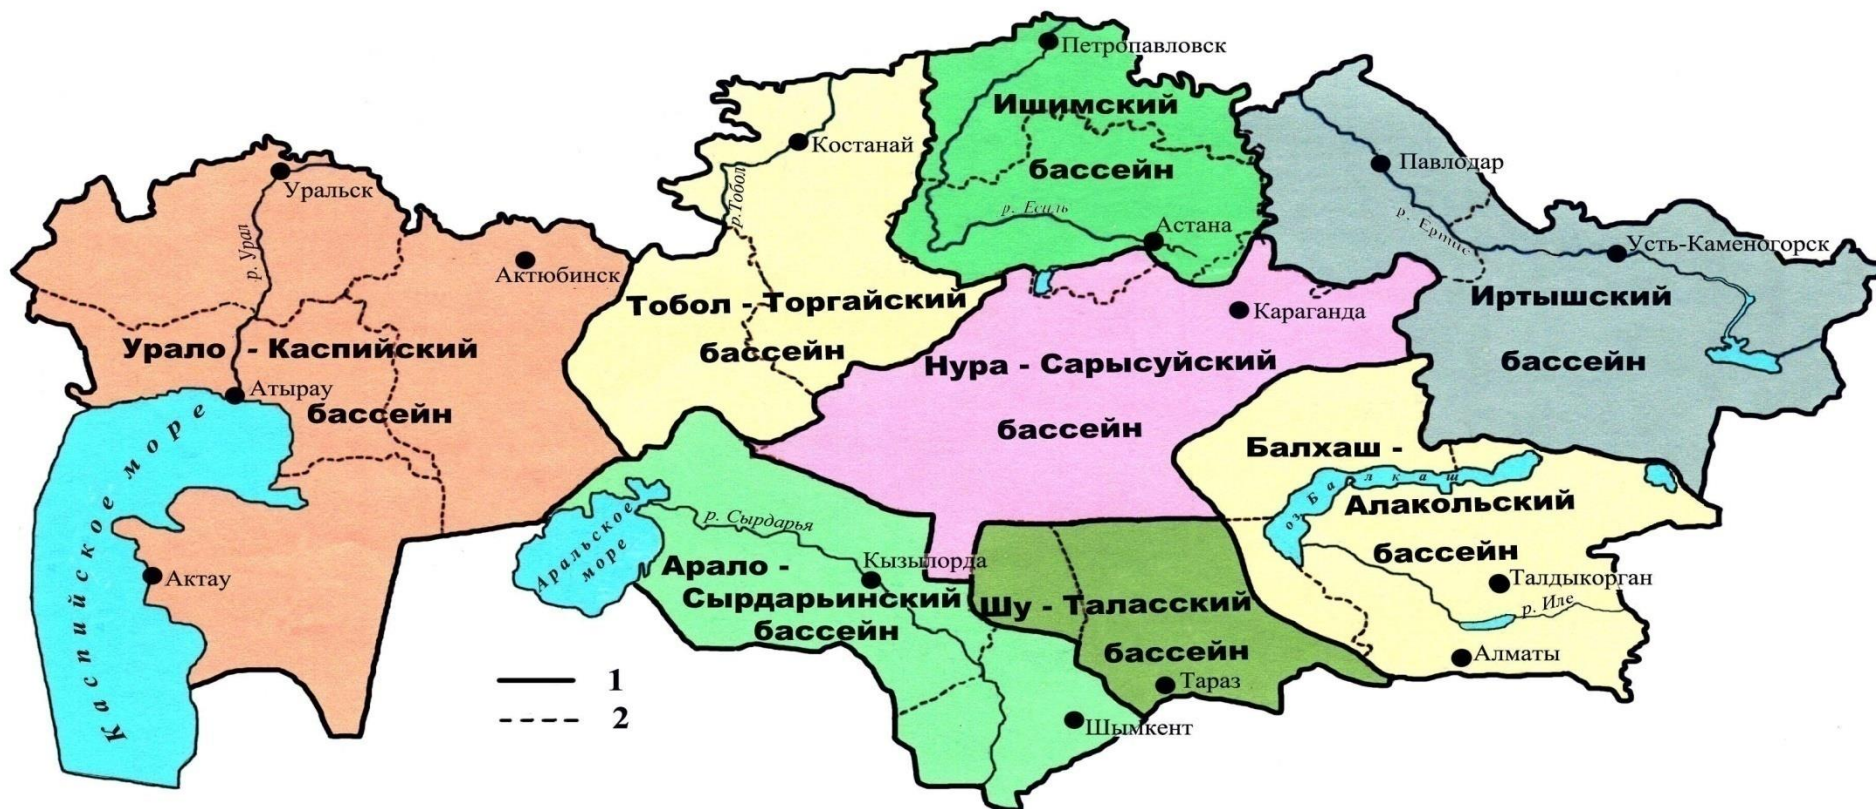 Петропавловск
Ишимский
бассейн
Костанай
р.Тобол
р. Есиль
Астана
Павлодар
р. Ертис
Усть-Каменогорск
Иртышский
бассейн
Уральск
р. Урал
Актюбинск
Тобол - Торгайский
бассейн
Караганда
Нура - Сарысуйский
бассейн
Урало - Каспийский
бассейн
Атырау
Каспийское море
Актау
Балхаш -
Алакольский
бассейн
оз. Балкаш
Талдыкорган
р. Иле
Алматы
Аральское
море
р. Сырдарья
Кызылорда
Арало -
Сырдарьинский
бассейн
Шу - Таласский
бассейн
Тараз
Шымкент
1
2